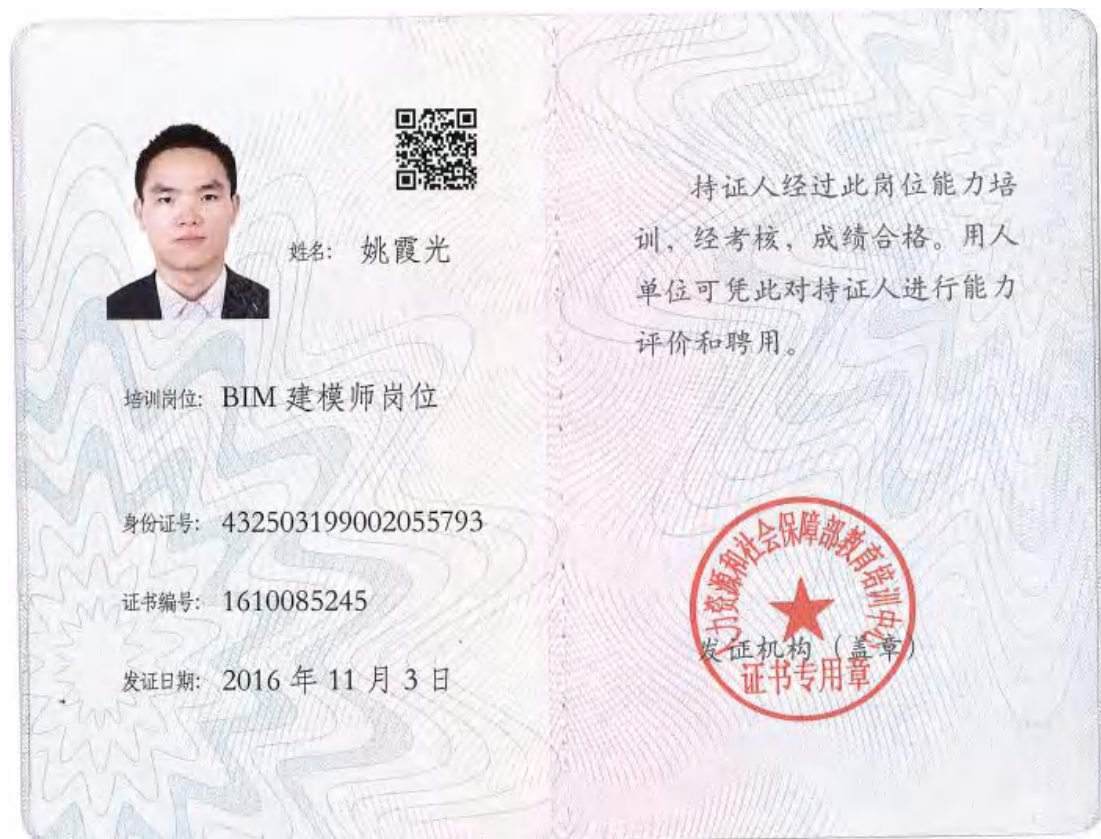 姓名: 姚霞光
培训岗位: BIM 建模师岗位
身份证号: 432503199002055793
证书编号: 1610085245
发证日期: 2016 年 11 月 3 日
持证人经过此岗位能力培
训、经考核，成绩合格。用人
单位可凭此对持证人进行能力
评价和聘用。
人力资源和社会保障部教育培训中心
发证机构（盖章）
证书专用章